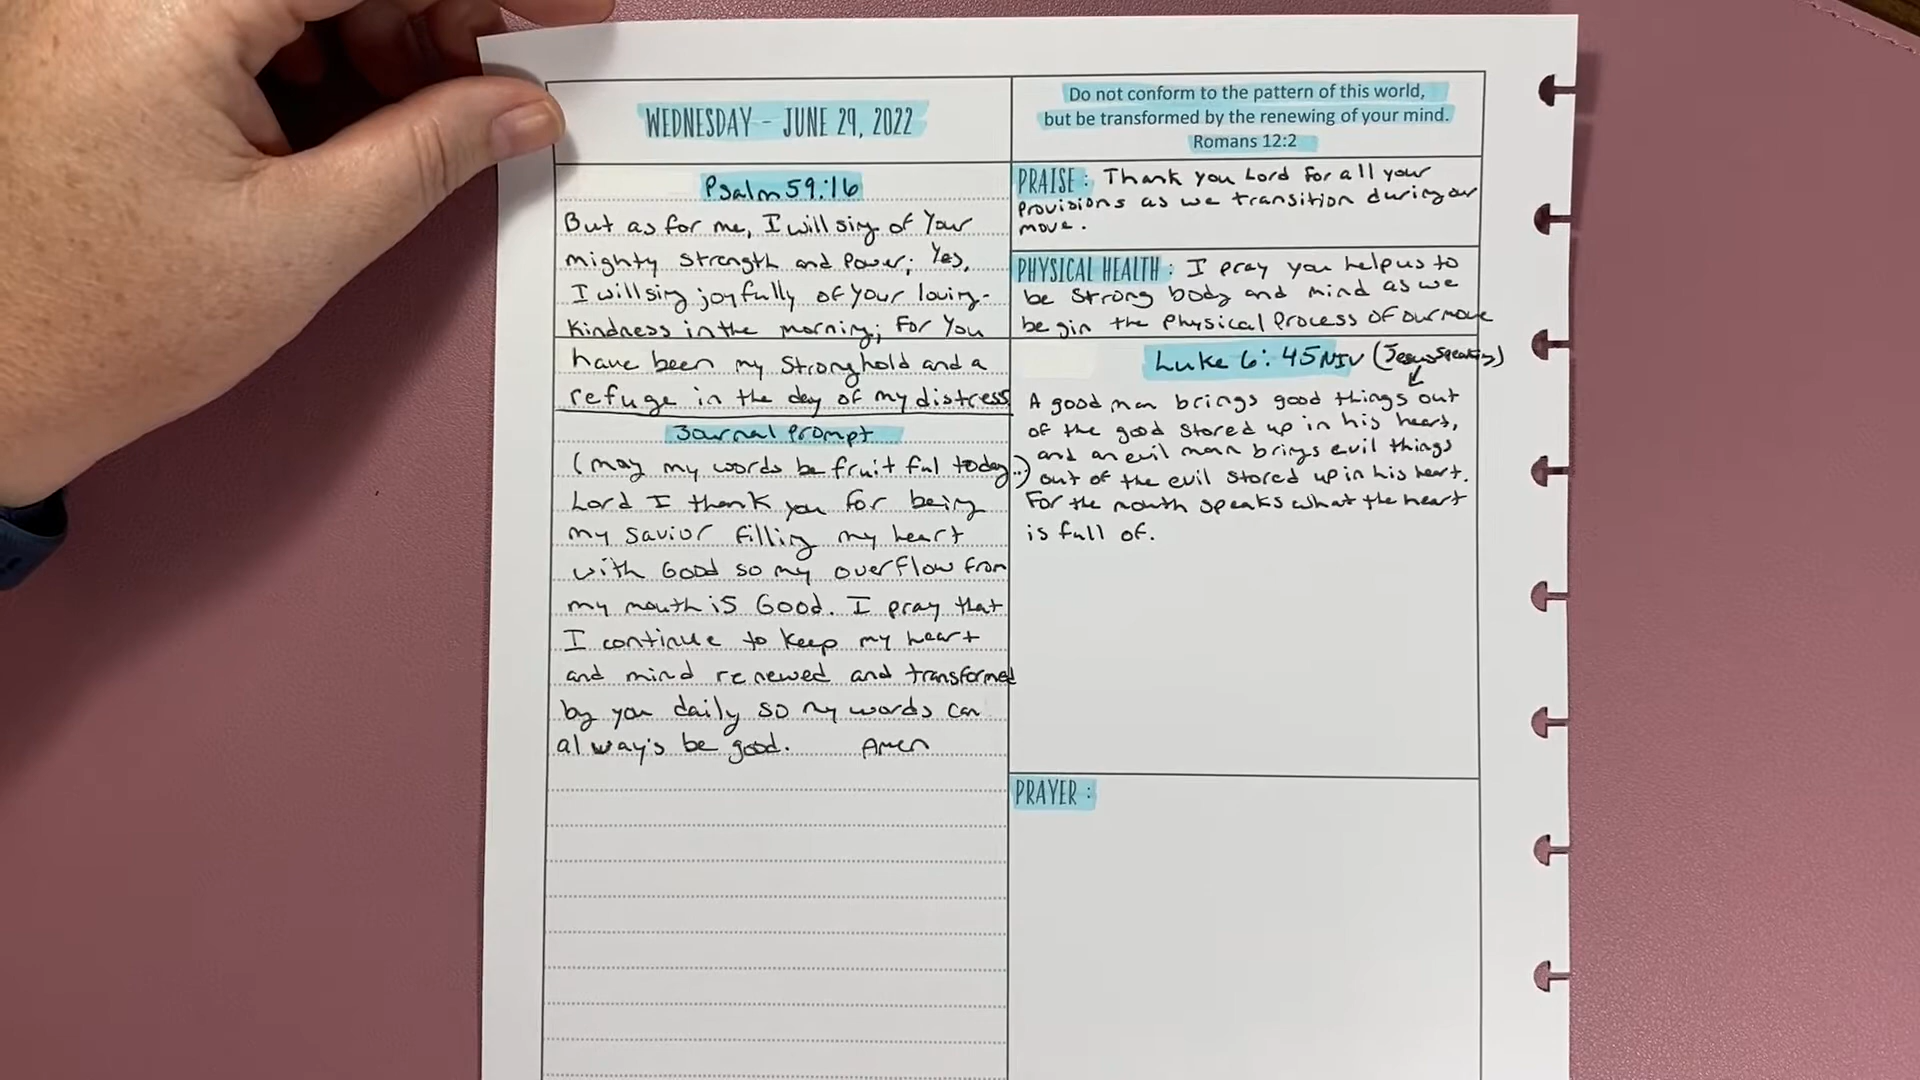 WEDNESDAY - JUNE 29, 2022
Psalm 59:16
But as for me, I will sing of Your
mighty strength and power; Yes,
I will sing joyfully of Your loving-
kindness in the morning; For You
have been my stronghold and a
refuge in the day of my distress
Journal Prompt
(may my words be fruitful today...)
Lord I thank you for being
my savior filling my heart
with Good so my overflow from
my mouth is Good. I pray that
I continue to keep my heart
and mind renewed and transformed
by you daily so my words can
always be good. Amen
Do not conform to the pattern of this world,
but be transformed by the renewing of your mind.
Romans 12:2
PRAISE: Thank you Lord for all your
provisions as we transition during our
move.
PHYSICAL HEALTH: I pray you help us to
be strong body and mind as we
begin the physical process of our move
Luke 6:45 NIV (Jesus speaking)
A good man brings good things out
of the good stored up in his heart,
and an evil man brings evil things
out of the evil stored up in his heart.
For the mouth speaks what the heart
is full of.
PRAYER: